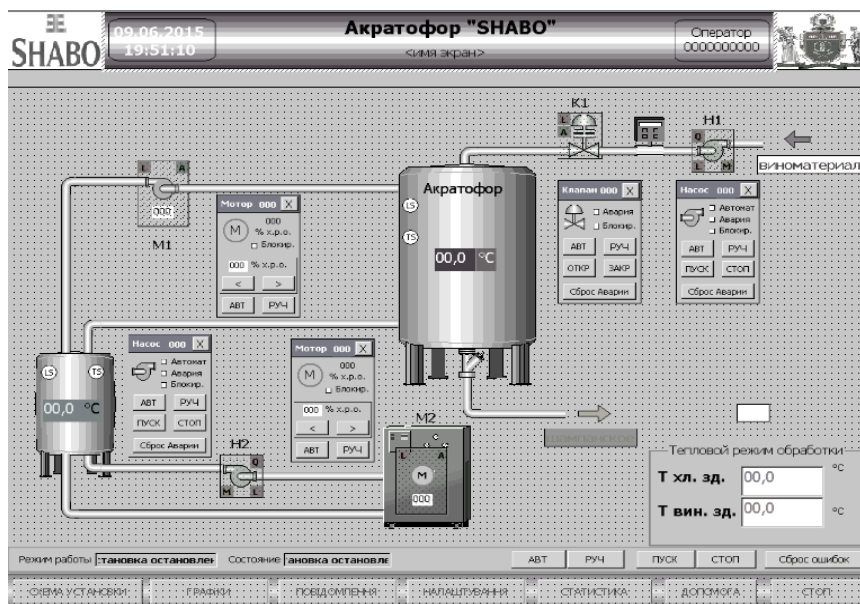 SHABO
09.06.2015
19:51:10
Акратофор "SHABO"
<имя экран>
Оператор
0000000000
K1
L
A
H1
Q
L M
виноматериал
L A
000
M1
Мотор 000 X
M
000
% х.р.о.
Блокир.
000 % х.р.о.
< >
АВТ РУЧ
Акратофор
LS
TS
00,0 °C
Клапан 000 X
Авария
Блокир.
АВТ РУЧ
ОТКР ЗАКР
Сброс Аварии
Насос 000 X
Автомат
Авария
Блокир.
АВТ РУЧ
ПУСК СТОП
Сброс Аварии
LS TS
00,0 °C
Насос 000 X
Автомат
Авария
Блокир.
АВТ РУЧ
ПУСК СТОП
Сброс Аварии
Мотор 000 X
M
000
% х.р.о.
Блокир.
000 % х.р.о.
< >
АВТ РУЧ
H2
Q
M L
M2
L A
M
000
шампанское
Тепловой режим обработки
Т хл. зд. 00,0 °C
Т вин. зд. 00,0 °C
Режим работы :тановка остановлен Состояние ановка остановле АВТ РУЧ ПУСК СТОП Сброс ошибок
СХЕМА УСТАНОВКИ ГРАФІКИ ПОВІДОМЛЕННЯ НАЛАШТУВАННЯ СТАТИСТИКА ДОПОМОГА СТОП